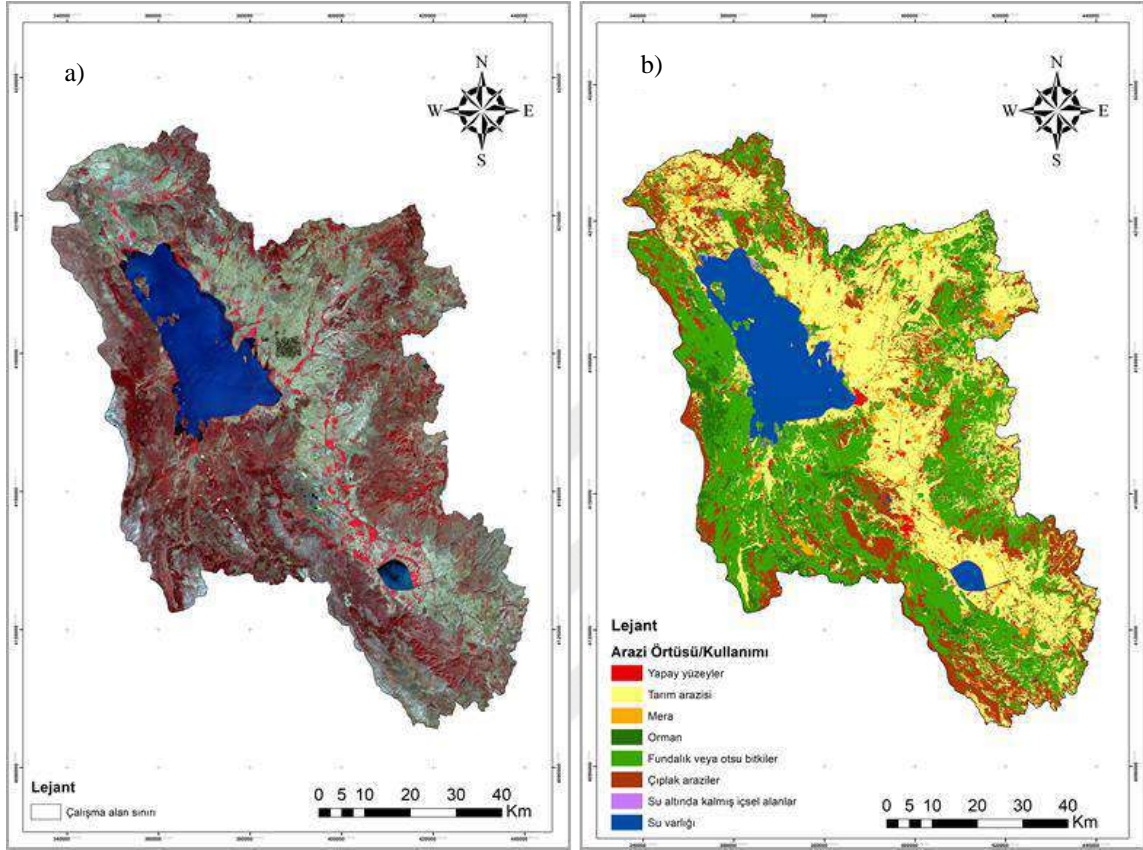 a)
N
W
E
S
Lejant
Çalışma alan sınırı
0 5 10 20 30 40
Km
b)
N
W
E
S
Lejant
Arazi Örtüsü/Kullanımı
Yapay yüzeyler
Tarım arazisi
Mera
Orman
Fundalık veya otsu bitkiler
Çıplak araziler
Su altında kalmış içsel alanlar
Su varlığı
0 5 10 20 30 40
Km